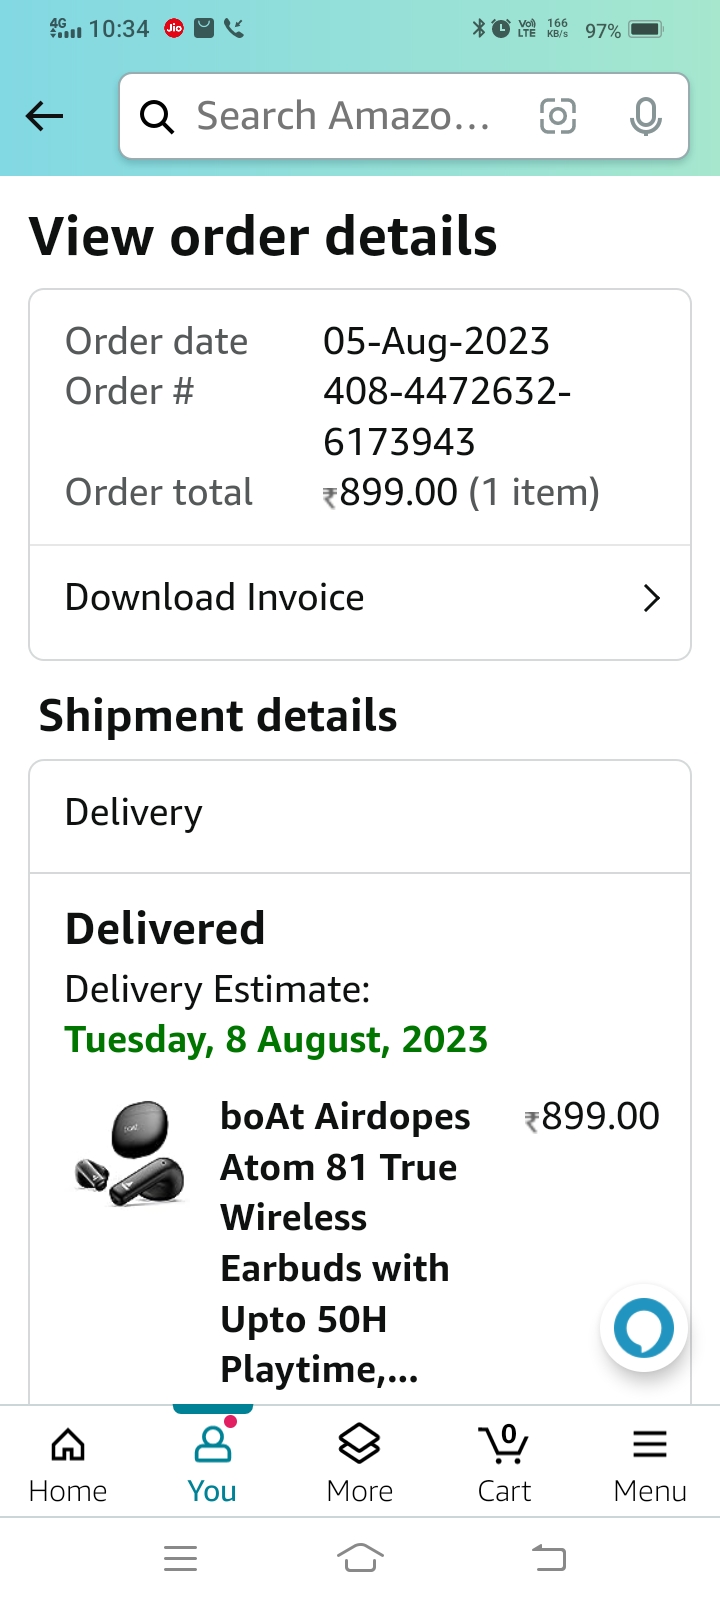 4G 10:34 Jio Vo) LTE 166 KB/s 97%
Search Amazo...
View order details
Order date 05-Aug-2023
Order # 408-4472632-
6173943
Order total ₹899.00 (1 item)
Download Invoice
Shipment details
Delivery
Delivered
Delivery Estimate:
Tuesday, 8 August, 2023
boAt Airdopes ₹899.00
Atom 81 True
Wireless
Earbuds with
Upto 50H
Playtime,...
0
Home You More Cart Menu